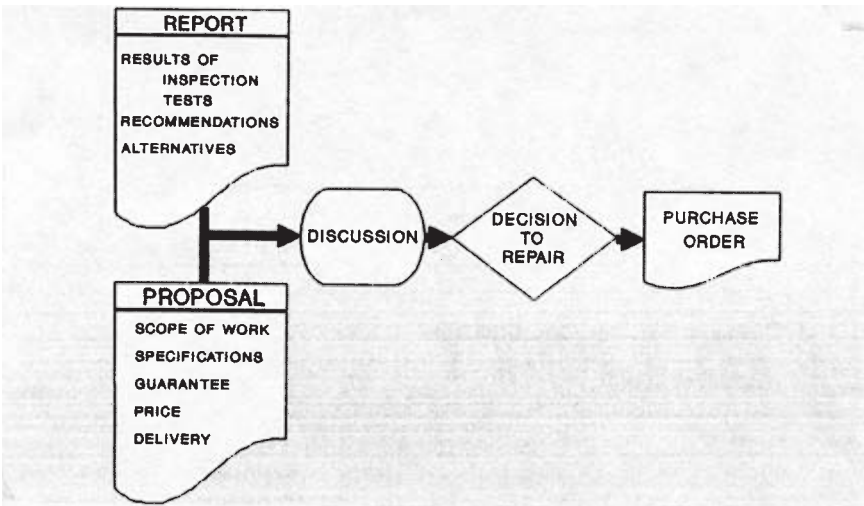 REPORT
RESULTS OF
INSPECTION
TESTS
RECOMMENDATIONS
ALTERNATIVES
DISCUSSION
DECISION
TO
REPAIR
PURCHASE
ORDER
PROPOSAL
SCOPE OF WORK
SPECIFICATIONS
GUARANTEE
PRICE
DELIVERY